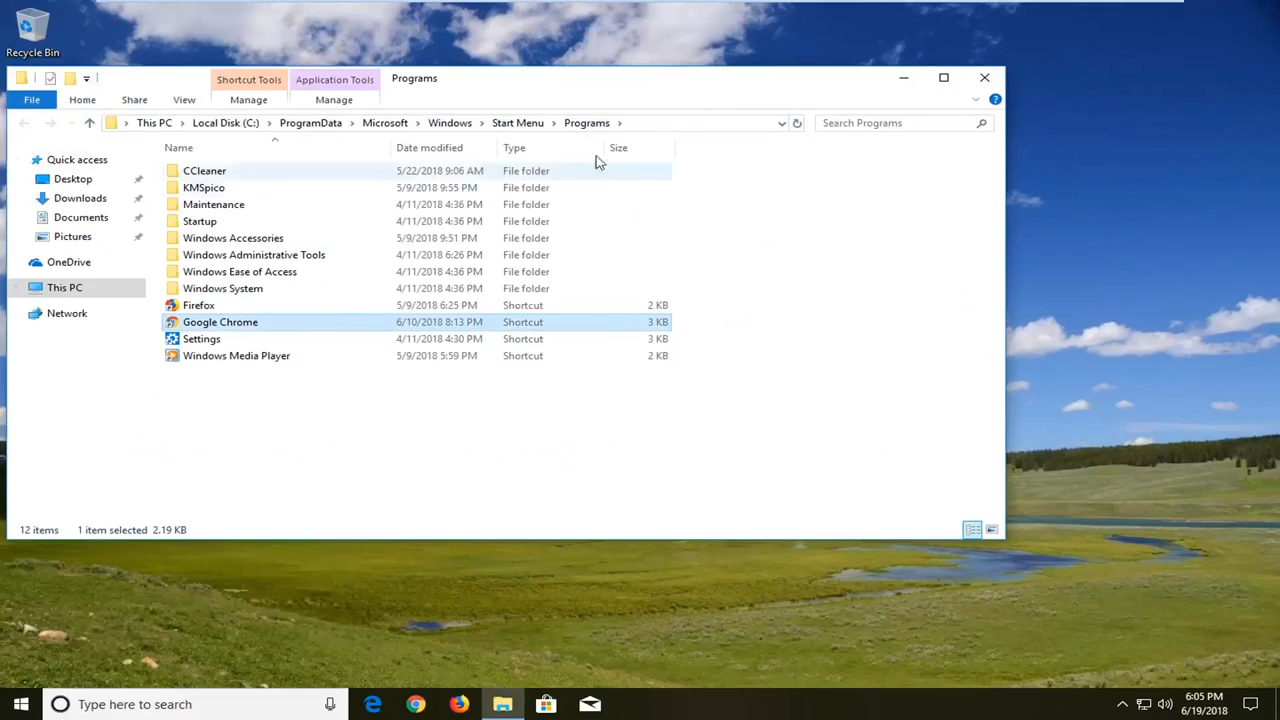 Recycle Bin
Shortcut Tools Application Tools Programs
File Home Share View Manage Manage
This PC Local Disk (C:) ProgramData Microsoft Windows Start Menu Programs Search Programs
Quick access
Desktop
Downloads
Documents
Pictures
OneDrive
This PC
Network
Name Date modified Type Size
CCleaner 5/22/2018 9:06 AM File folder
KMSpico 5/9/2018 9:55 PM File folder
Maintenance 4/11/2018 4:36 PM File folder
Startup 4/11/2018 4:36 PM File folder
Windows Accessories 5/9/2018 9:51 PM File folder
Windows Administrative Tools 4/11/2018 6:26 PM File folder
Windows Ease of Access 4/11/2018 4:36 PM File folder
Windows System 4/11/2018 4:36 PM File folder
Firefox 5/9/2018 6:25 PM Shortcut 2 KB
Google Chrome 6/10/2018 8:13 PM Shortcut 3 KB
Settings 4/11/2018 4:30 PM Shortcut 3 KB
Windows Media Player 5/9/2018 5:59 PM Shortcut 2 KB
12 items 1 item selected 2.19 KB
Type here to search
6:05 PM
6/19/2018